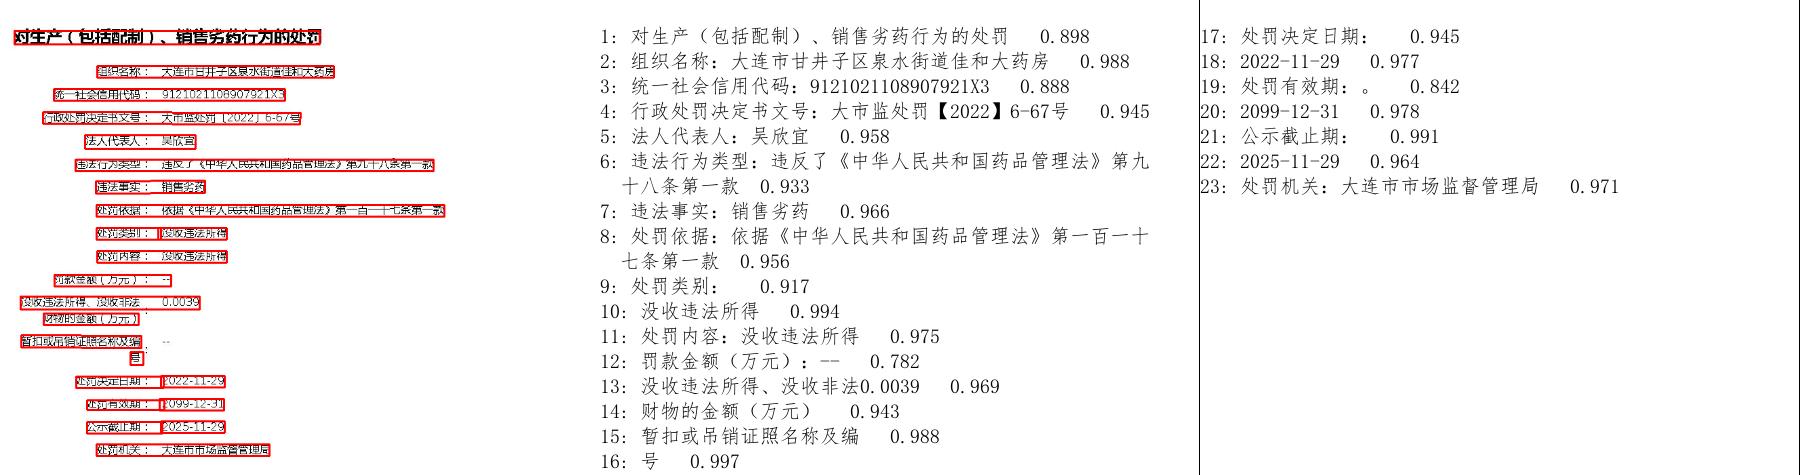 对生产（包括配制）、销售劣药行为的处罚
组织名称： 大连市甘井子区泉水街道佳和大药房
统一社会信用代码： 9121021108907921X3
行政处罚决定书文号： 大市监处罚〔2022〕6-67号
法人代表人： 吴欣宜
违法行为类型： 违反了《中华人民共和国药品管理法》第九十八条第一款
违法事实： 销售劣药
处罚依据： 依据《中华人民共和国药品管理法》第一百一十七条第一款
处罚类别： 没收违法所得
处罚内容： 没收违法所得
罚款金额（万元）： --
没收违法所得、没收非法 0.0039
财物的金额（万元）：
暂扣或吊销证照名称及编 --
号：
处罚决定日期： 2022-11-29
处罚有效期： 2099-12-31
公示截止期： 2025-11-29
处罚机关： 大连市市场监督管理局
1: 对生产（包括配制）、销售劣药行为的处罚 0.898
2: 组织名称：大连市甘井子区泉水街道佳和大药房 0.988
3: 统一社会信用代码：9121021108907921X3 0.888
4: 行政处罚决定书文号：大市监处罚【2022】6-67号 0.945
5: 法人代表人：吴欣宜 0.958
6: 违法行为类型：违反了《中华人民共和国药品管理法》第九
十八条第一款 0.933
7: 违法事实：销售劣药 0.966
8: 处罚依据：依据《中华人民共和国药品管理法》第一百一十
七条第一款 0.956
9: 处罚类别： 0.917
10: 没收违法所得 0.994
11: 处罚内容：没收违法所得 0.975
12: 罚款金额（万元）：-- 0.782
13: 没收违法所得、没收非法0.0039 0.969
14: 财物的金额（万元） 0.943
15: 暂扣或吊销证照名称及编 0.988
16: 号 0.997
17: 处罚决定日期： 0.945
18: 2022-11-29 0.977
19: 处罚有效期：。 0.842
20: 2099-12-31 0.978
21: 公示截止期： 0.991
22: 2025-11-29 0.964
23: 处罚机关：大连市市场监督管理局 0.971